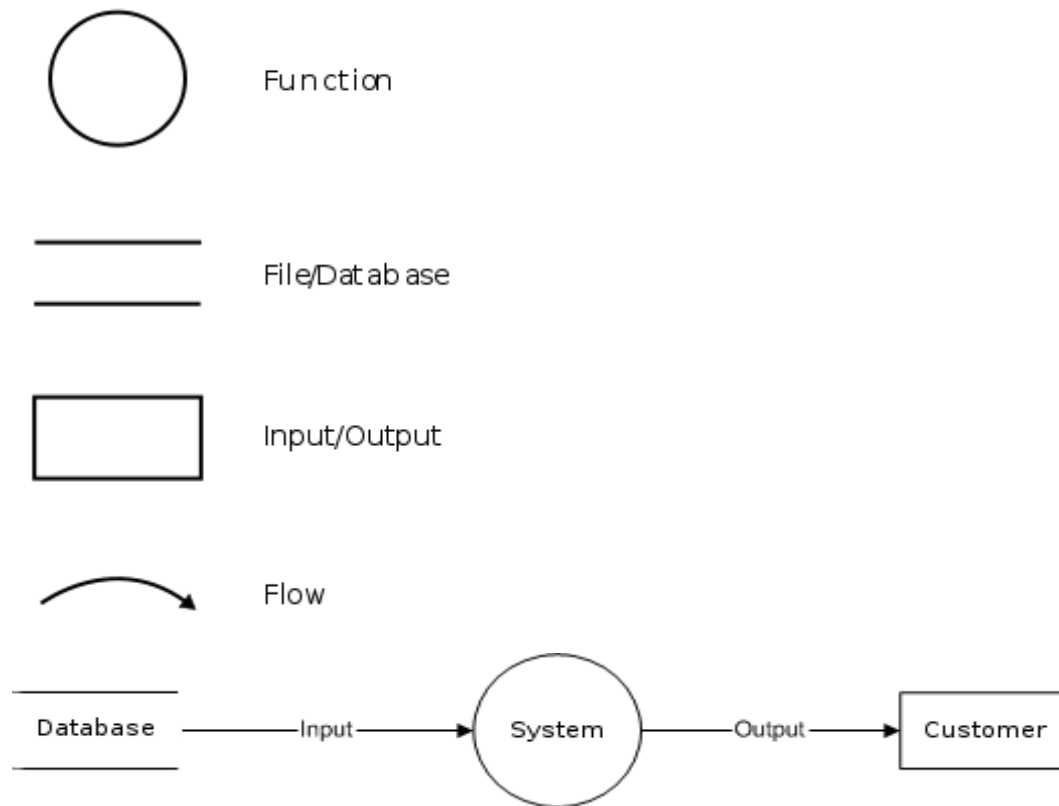 Function
File/Database
Input/Output
Flow
Database Input System Output Customer